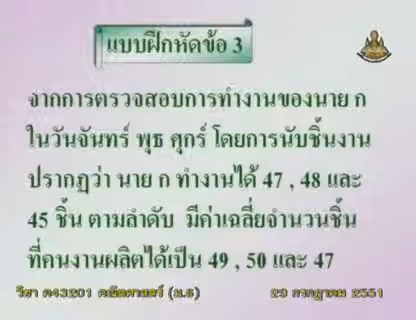 แบบฝึกหัดข้อ 3
จากการตรวจสอบการทำงานของนาย ก
ในวันจันทร์ พุธ ศุกร์ โดยการนับชิ้นงาน
ปรากฏว่า นาย ก ทำงานได้ 47 , 48 และ
45 ชิ้น ตามลำดับ มีค่าเฉลี่ยจำนวนชิ้น
ที่คนงานผลิตได้เป็น 49 , 50 และ 47
วิชา ค43201 คณิตศาสตร์ (ม.6) 29 กรกฎาคม 2551